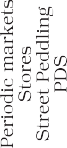 Periodic markets
Stores
Street Peddling
PDS